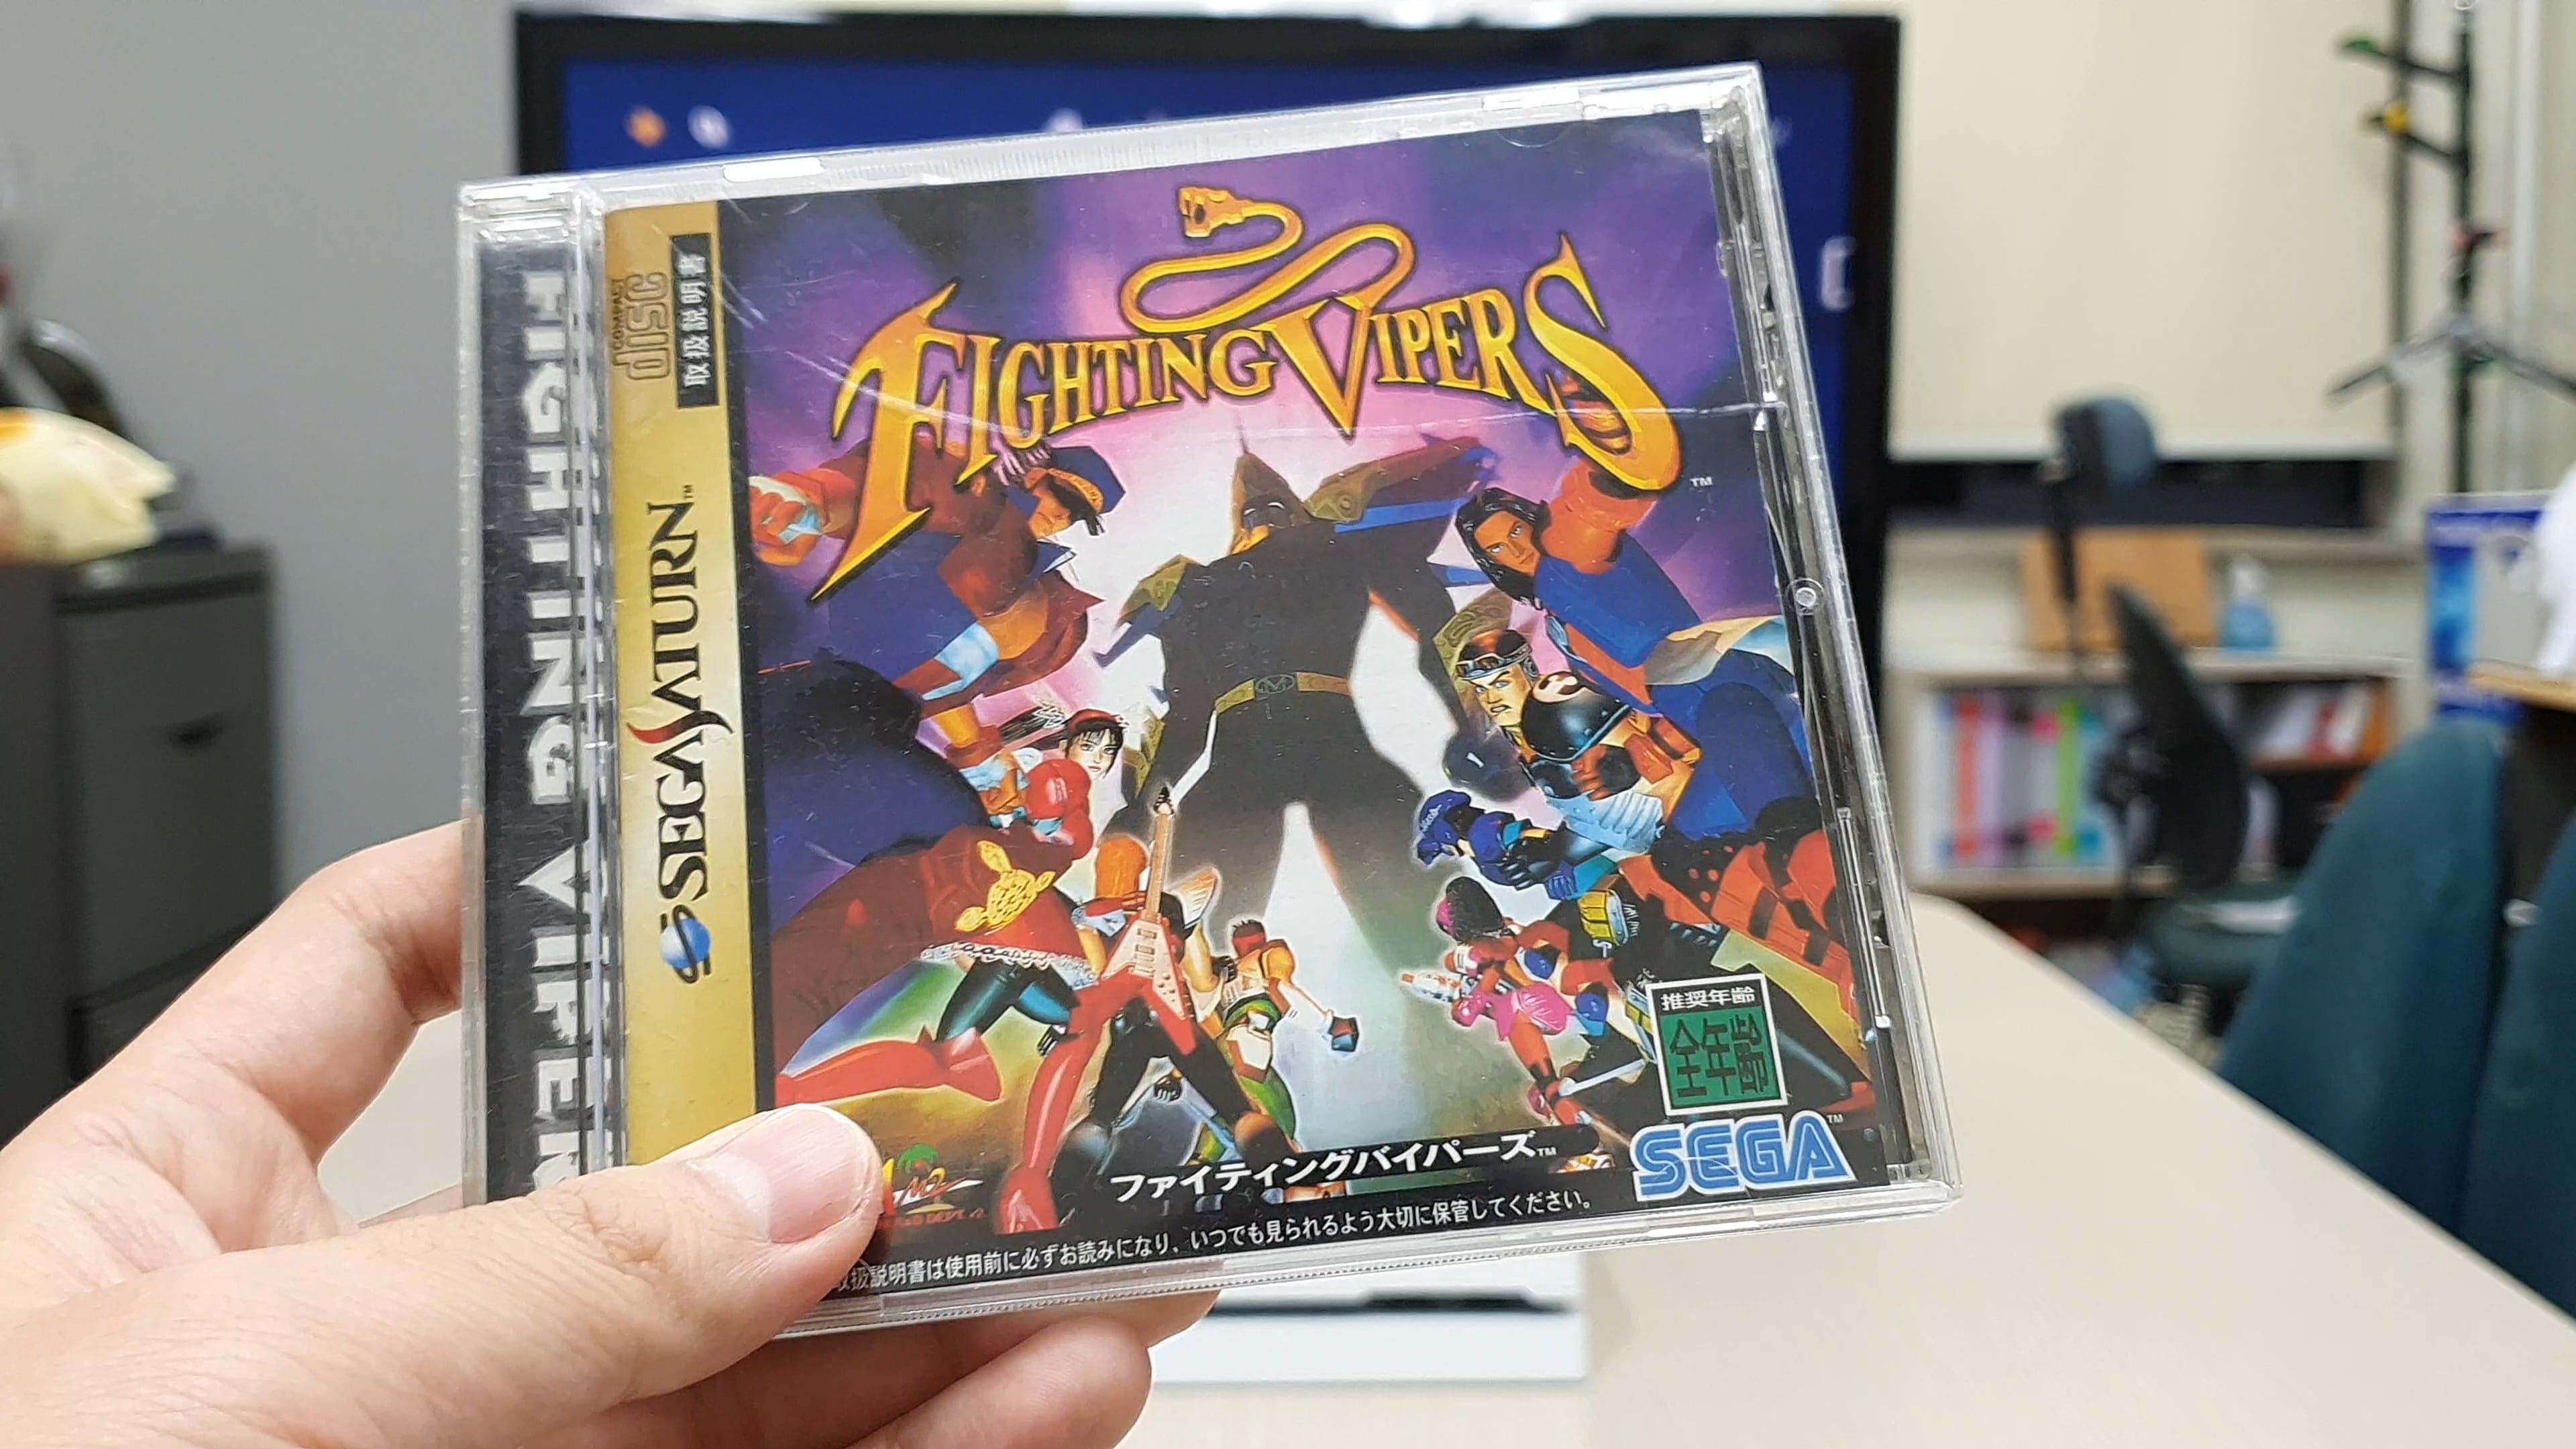 FIGHTING VIPERS
COMPACT
disc
取扱説明書
SEGA SATURN™
FIGHTING VIPERS™
推奨年齢
全年齢
ファイティングバイパーズ™
SEGA™
取扱説明書は使用前に必ずお読みになり、いつでも見られるよう大切に保管してください。